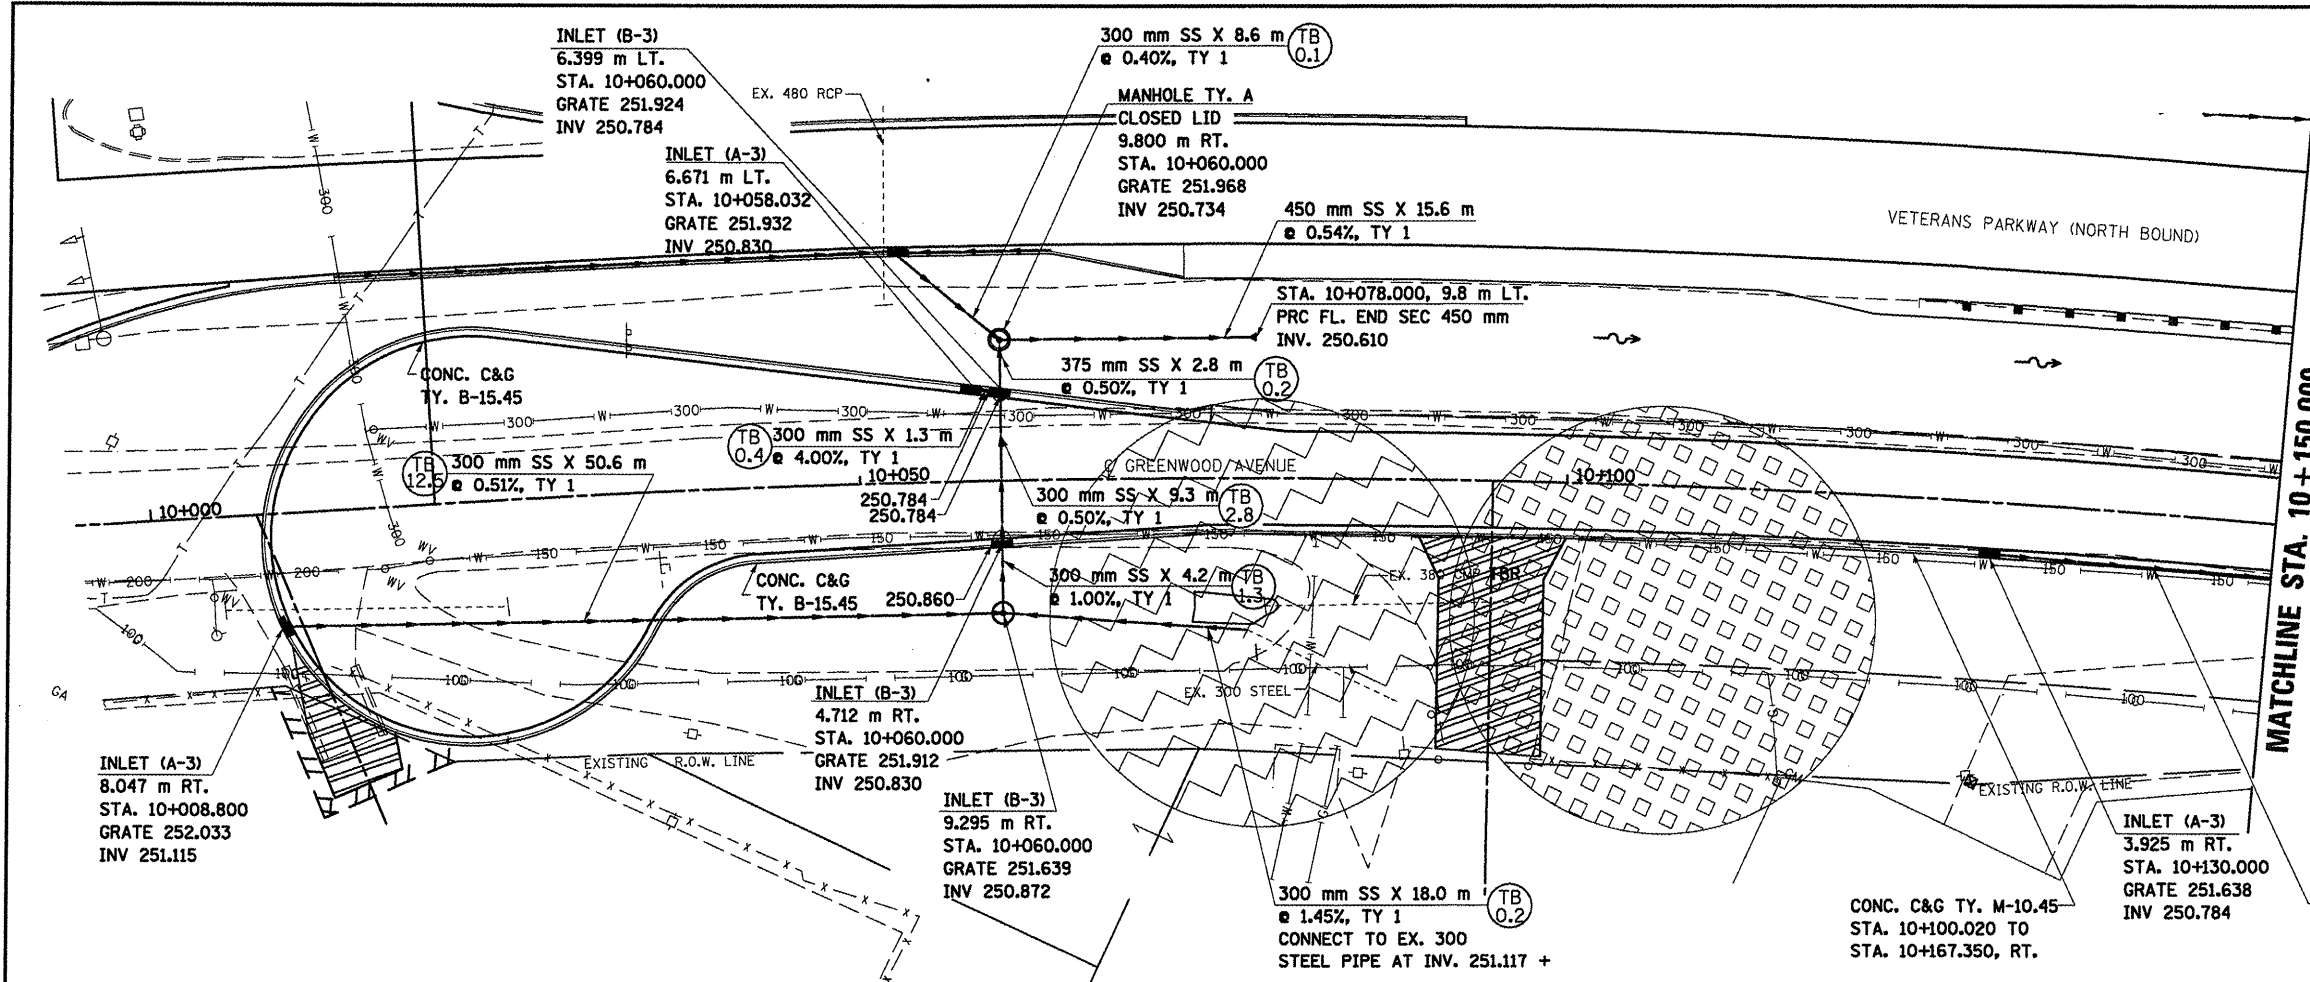 INLET (B-3)
6.399 m LT.
STA. 10+060.000
GRATE 251.924
INV 250.784
300 mm SS X 8.6 m
@ 0.40%, TY 1
TB
0.1
EX. 480 RCP
MANHOLE TY. A
CLOSED LID
9.800 m RT.
STA. 10+060.000
GRATE 251.968
INV 250.734
INLET (A-3)
6.671 m LT.
STA. 10+058.032
GRATE 251.932
INV 250.830
450 mm SS X 15.6 m
@ 0.54%, TY 1
VETERANS PARKWAY (NORTH BOUND)
STA. 10+078.000, 9.8 m LT.
PRC FL. END SEC 450 mm
INV. 250.610
375 mm SS X 2.8 m
@ 0.50%, TY 1
TB
0.2
CONC. C&G
TY. B-15.45
TB
0.4
300 mm SS X 1.3 m
@ 4.00%, TY 1
TB
12.6
300 mm SS X 50.6 m
@ 0.51%, TY 1
10+000
10+050
10+100
℄ GREENWOOD AVENUE
250.784
250.784
300 mm SS X 9.3 m
@ 0.50%, TY 1
TB
2.8
300 mm SS X 4.2 m
@ 1.00%, TY 1
TB
1.3
CONC. C&G
TY. B-15.45
250.860
TBR
EX. 300 STEEL
INLET (B-3)
4.712 m RT.
STA. 10+060.000
GRATE 251.912
INV 250.830
EXISTING R.O.W. LINE
INLET (A-3)
8.047 m RT.
STA. 10+008.800
GRATE 252.033
INV 251.115
INLET (B-3)
9.295 m RT.
STA. 10+060.000
GRATE 251.639
INV 250.872
300 mm SS X 18.0 m
@ 1.45%, TY 1
CONNECT TO EX. 300
STEEL PIPE AT INV. 251.117 +
TB
0.2
EXISTING R.O.W. LINE
CONC. C&G TY. M-10.45
STA. 10+100.020 TO
STA. 10+167.350, RT.
INLET (A-3)
3.925 m RT.
STA. 10+130.000
GRATE 251.638
INV 250.784
MATCHLINE STA. 10+150.000